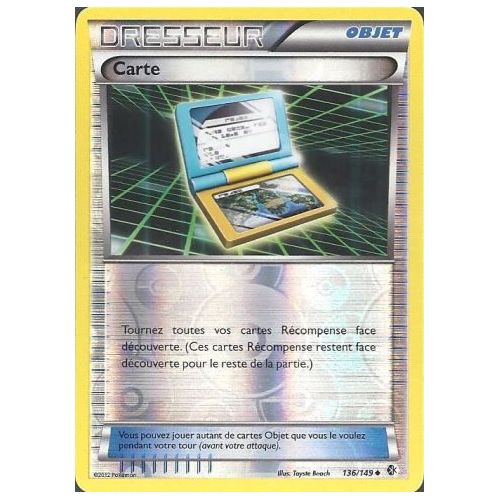 DRESSEUR OBJET
Carte
Tournez toutes vos cartes Récompense face
découverte. (Ces cartes Récompense restent face
découverte pour le reste de la partie.)
Vous pouvez jouer autant de cartes Objet que vous le voulez
pendant votre tour (avant votre attaque).
©2012 Pokémon Illus. Toyste Beach 136/149